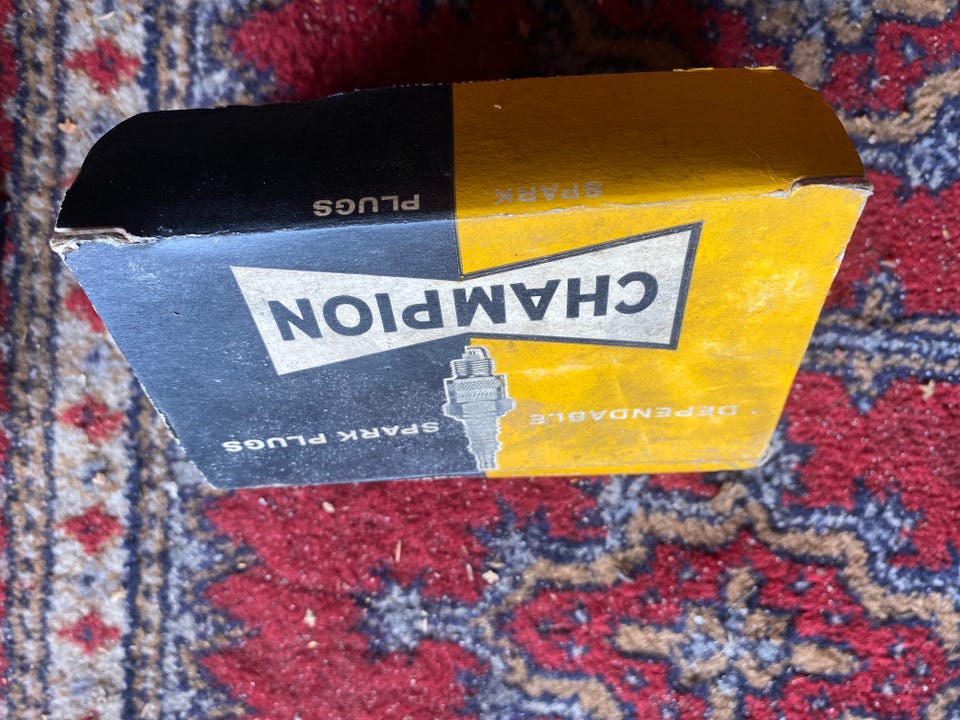 DEPENDABLE
SPARK PLUGS
CHAMPION
SPARK
PLUGS